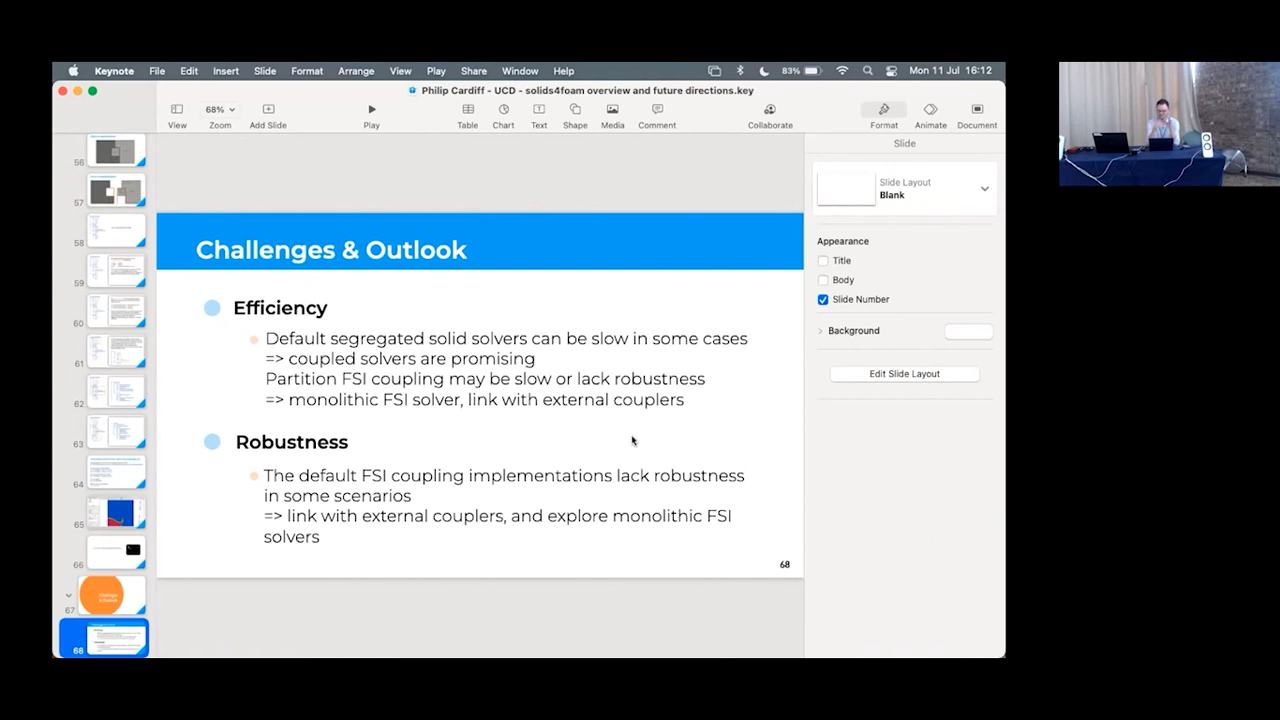 Keynote File Edit Insert Slide Format Arrange View Play Share Window Help 83% Mon 11 Jul 16:12
Philip Cardiff - UCD - solids4foam overview and future directions.key
68%
View Zoom Add Slide Play Table Chart Text Shape Media Comment Collaborate Format Animate Document
Slide
Slide Layout
Blank
Appearance
Title
Body
Slide Number
Background
Edit Slide Layout
56
57
58
59
60
61
62
63
64
65
66
67
68
Challenges & Outlook
Efficiency
Default segregated solid solvers can be slow in some cases
=> coupled solvers are promising
Partition FSI coupling may be slow or lack robustness
=> monolithic FSI solver, link with external couplers
Robustness
The default FSI coupling implementations lack robustness
in some scenarios
=> link with external couplers, and explore monolithic FSI
solvers
68